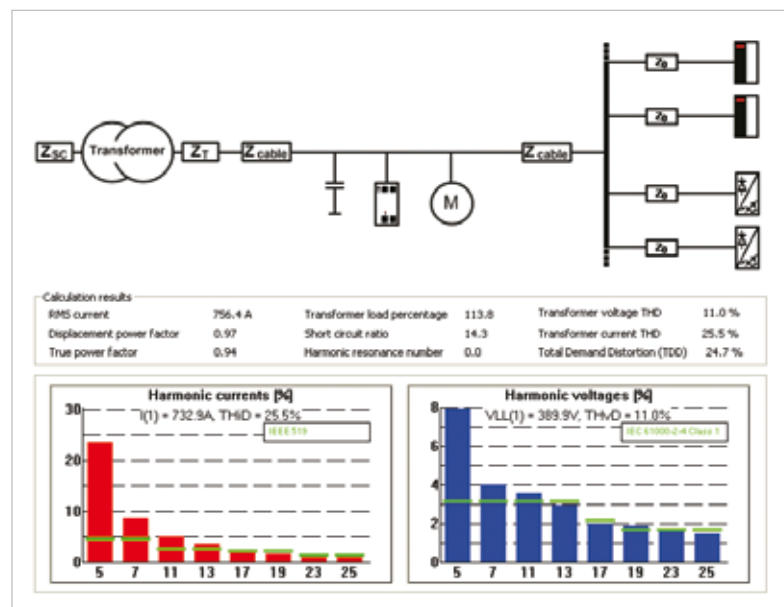 Z0
Z0
ZSC Transformer ZT Zcable Zcable
M
Z0
Z0
Calculation results
RMS current 756.4 A Transformer load percentage 113.8 Transformer voltage THD 11.0 %
Displacement power factor 0.97 Short circuit ratio 14.3 Transformer current THD 25.5 %
True power factor 0.94 Harmonic resonance number 0.0 Total Demand Distortion (TDD) 24.7 %
Harmonic currents [%]
I(1) = 732.9A, THiD = 25.5%
IEEE 519
30
20
10
0
5 7 11 13 17 19 23 25
Harmonic voltages [%]
VLL(1) = 389.9V, THvD = 11.0%
IEC 61000-2-4 Class 1
8
6
4
2
0
5 7 11 13 17 19 23 25